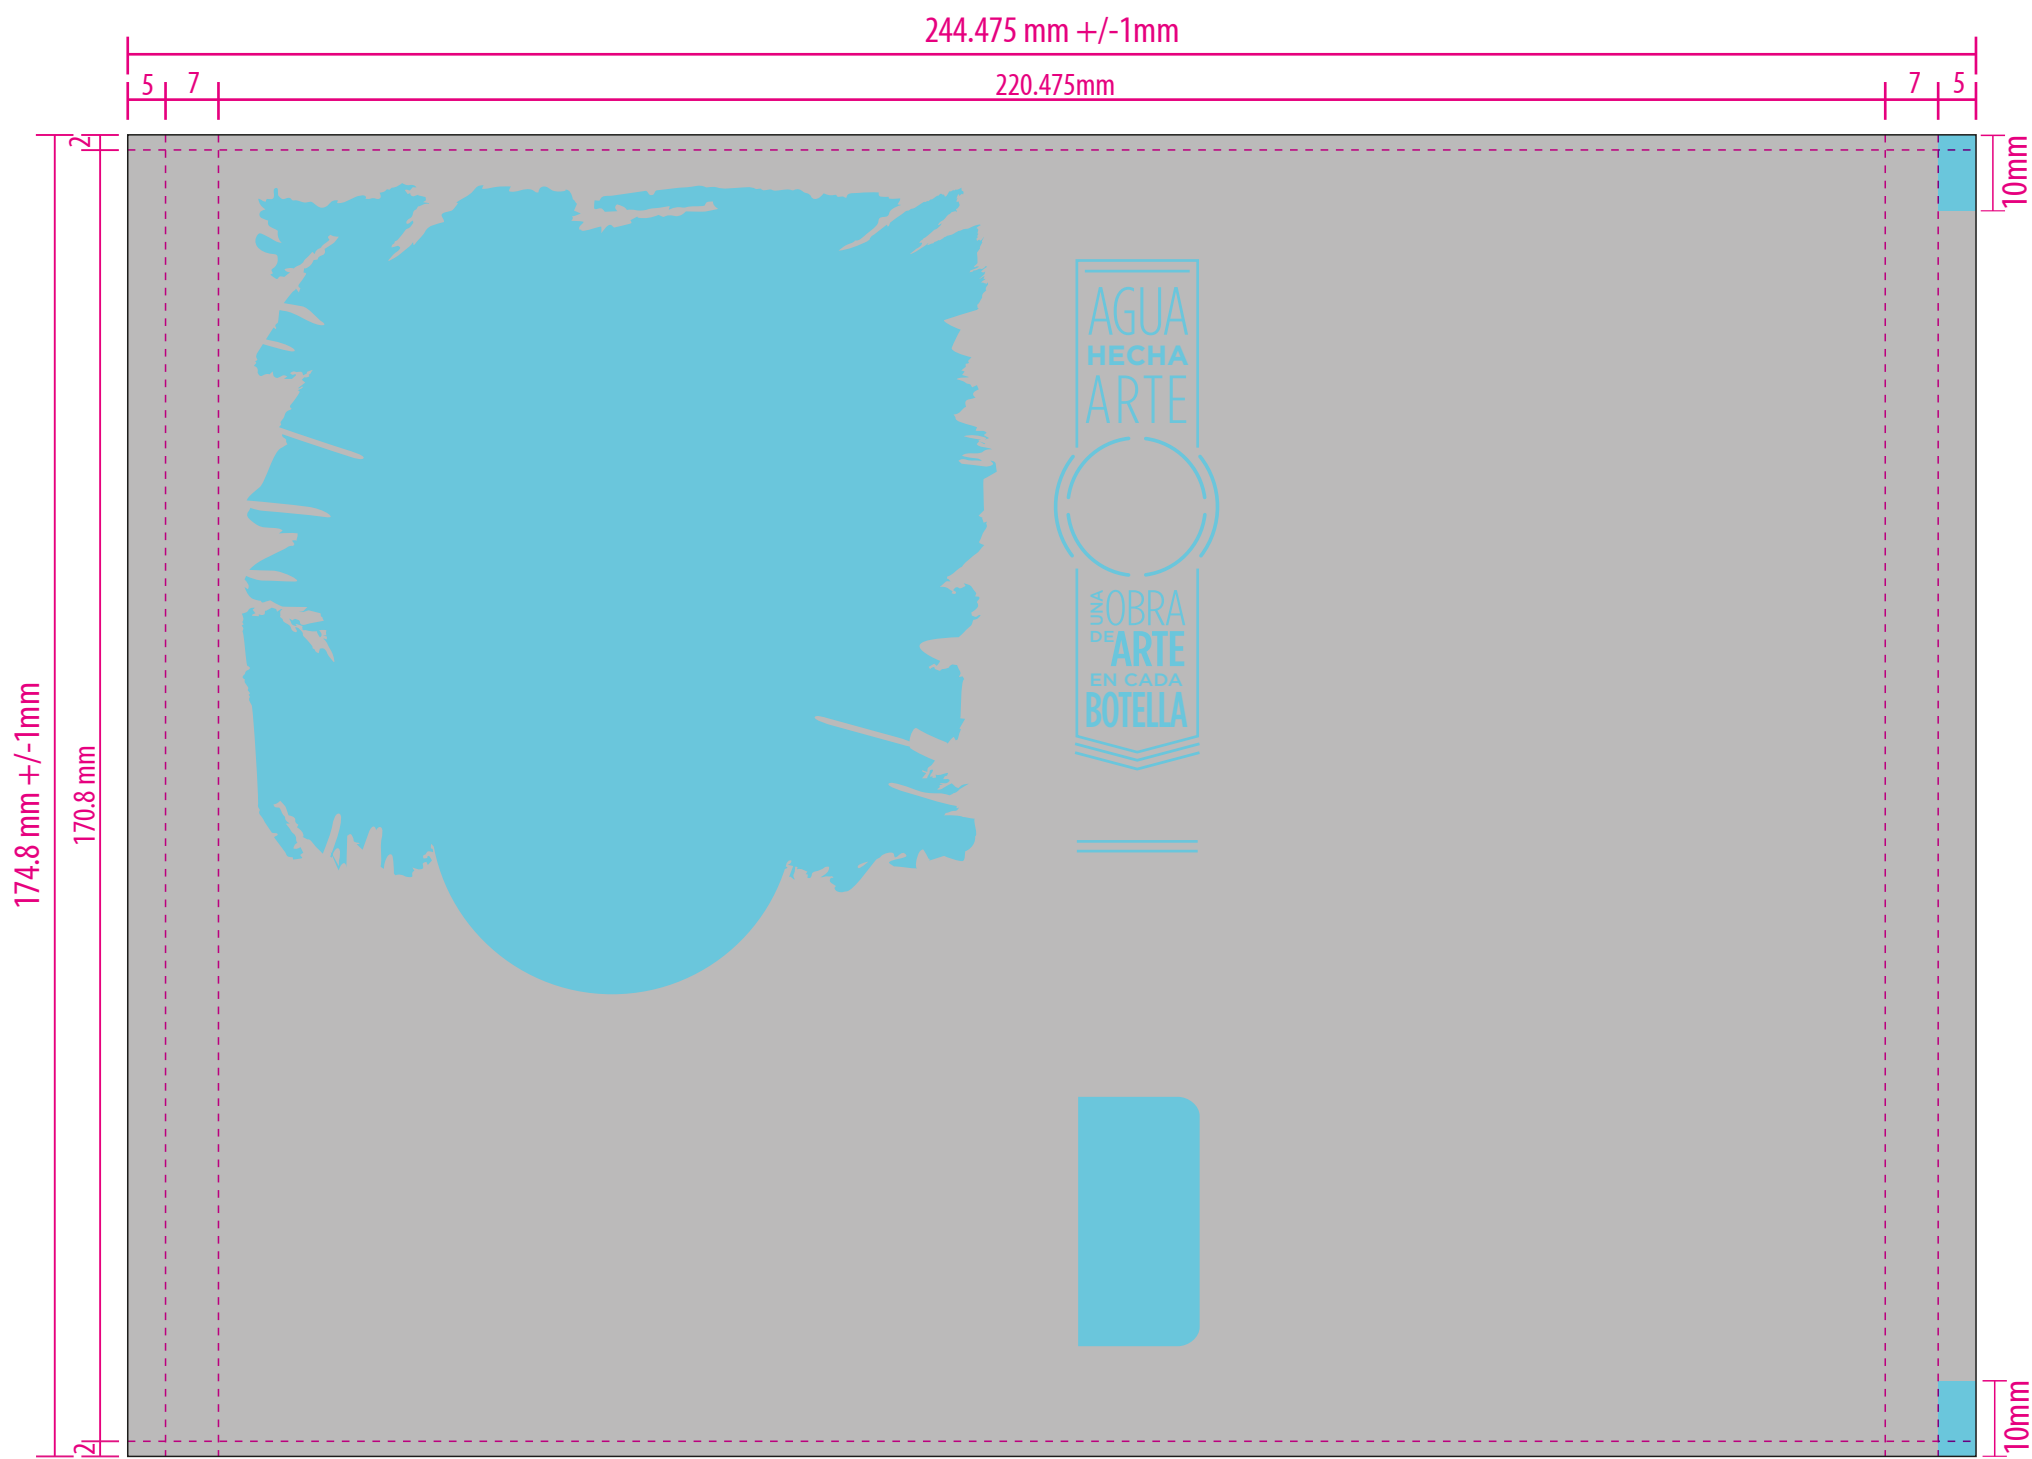 244.475 mm +/-1mm
5 7 220.475mm 7 5
2
10mm
174.8 mm +/-1mm
170.8 mm
AGUA
HECHA
ARTE
UNA OBRA
DE ARTE
EN CADA
BOTELLA
2
10mm